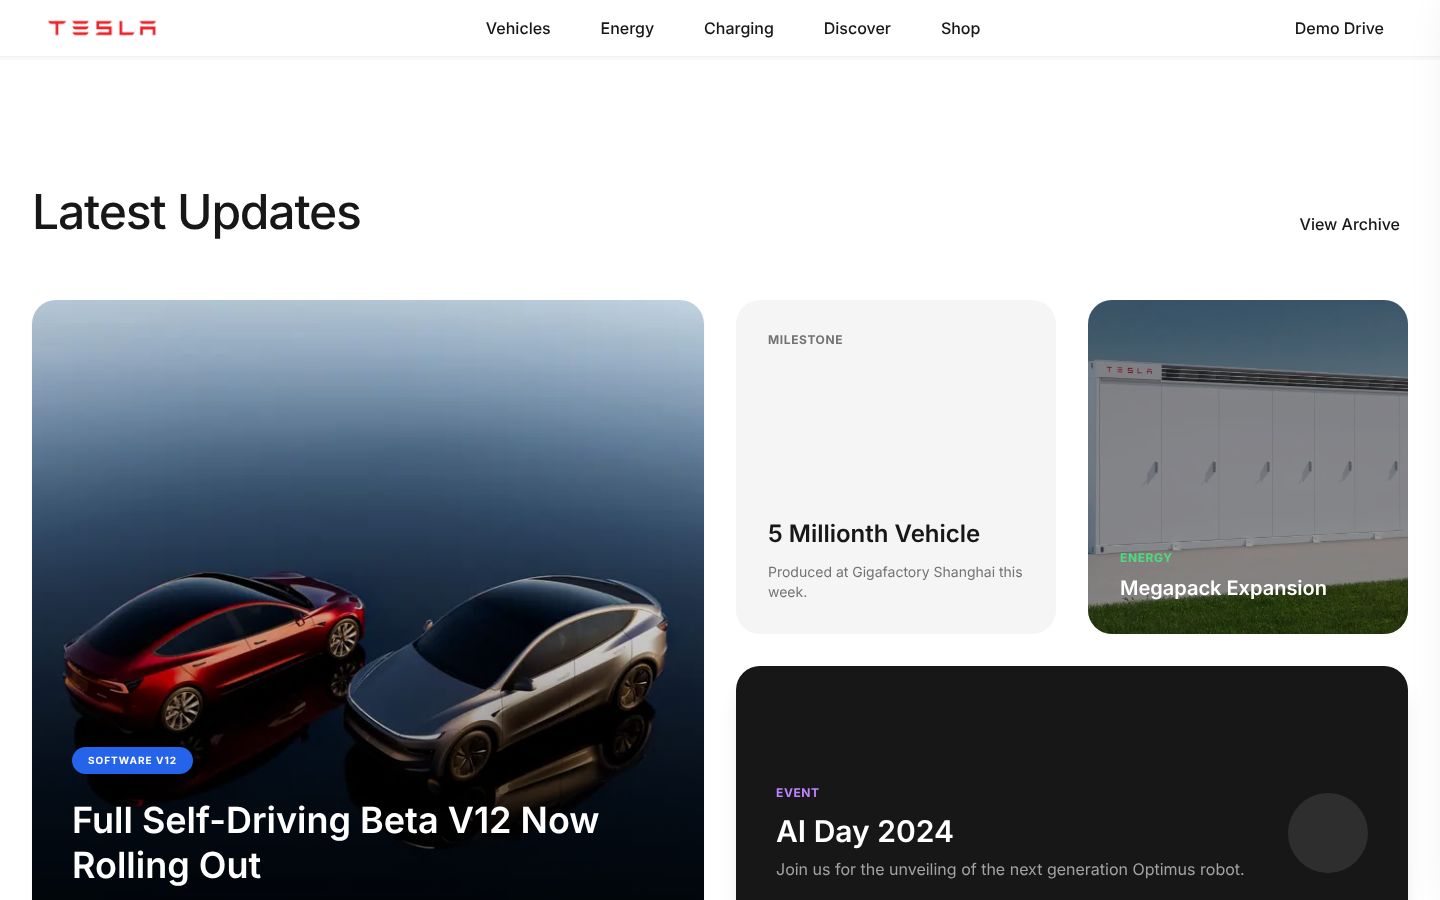 TESLA
Vehicles
Energy
Charging
Discover
Shop
Demo Drive
Latest Updates
View Archive
SOFTWARE V12
Full Self-Driving Beta V12 Now
Rolling Out
MILESTONE
5 Millionth Vehicle
Produced at Gigafactory Shanghai this
week.
TESLA
ENERGY
Megapack Expansion
EVENT
AI Day 2024
Join us for the unveiling of the next generation Optimus robot.